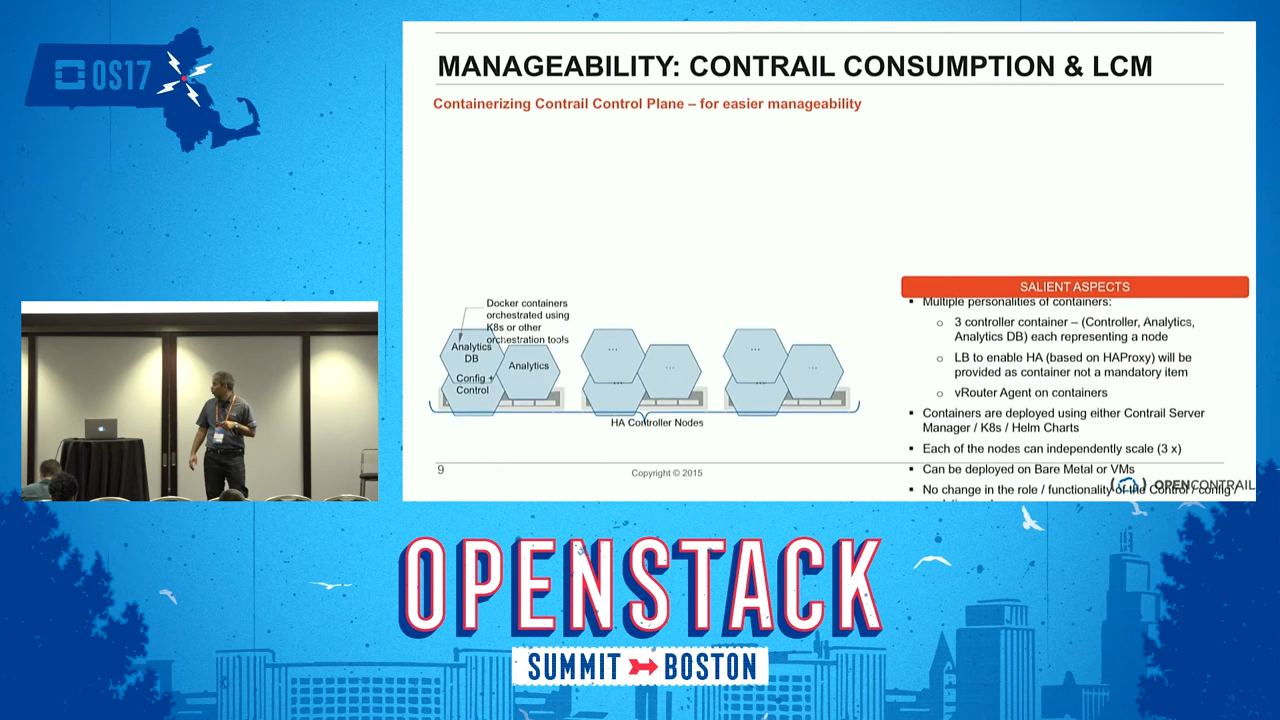 OS17
MANAGEABILITY: CONTRAIL CONSUMPTION & LCM
Containerizing Contrail Control Plane – for easier manageability
Docker containers
orchestrated using
K8s or other
orchestration tools
Analytics
DB
Config +
Control
Analytics
...
...
...
...
...
...
HA Controller Nodes
SALIENT ASPECTS
▪ Multiple personalities of containers:
o 3 controller container – (Controller, Analytics,
Analytics DB) each representing a node
o LB to enable HA (based on HAProxy) will be
provided as container not a mandatory item
o vRouter Agent on containers
▪ Containers are deployed using either Contrail Server
Manager / K8s / Helm Charts
▪ Each of the nodes can independently scale (3 x)
▪ Can be deployed on Bare Metal or VMs
▪ No change in the role / functionality of the Control / config /
9
Copyright © 2015
OPENCONTRAIL
OPENSTACK
SUMMIT BOSTON